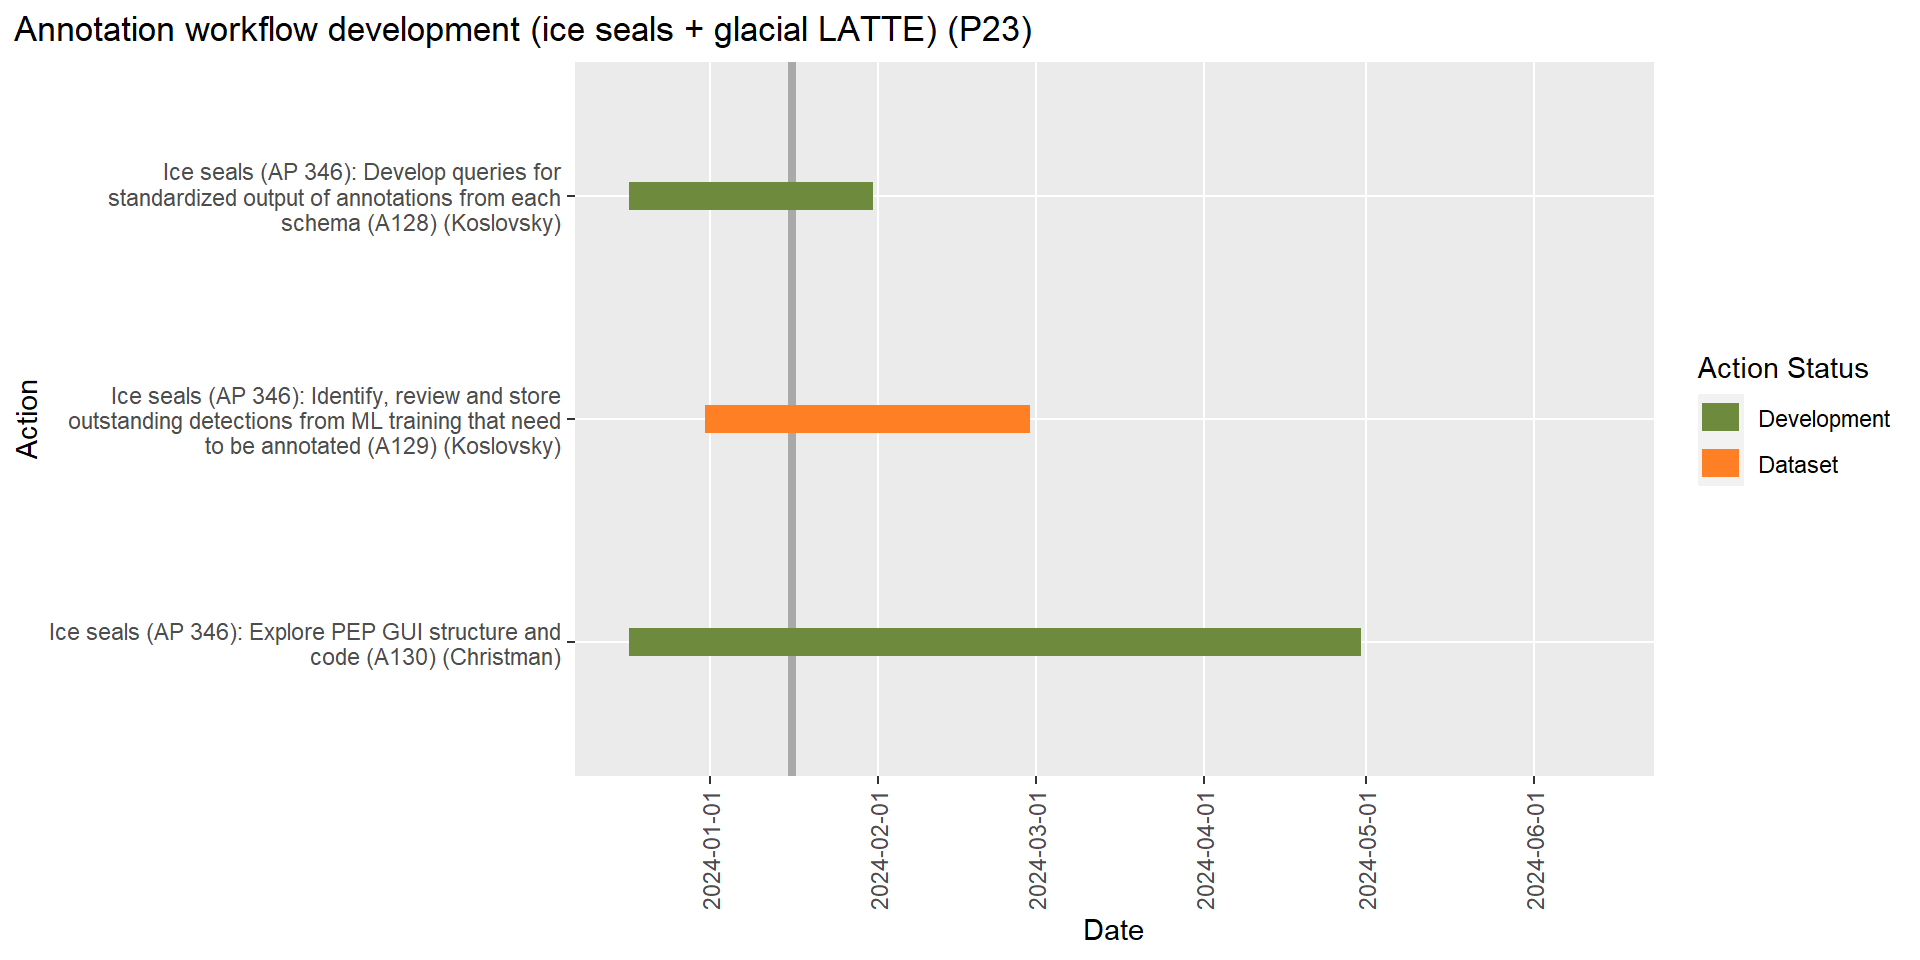 Annotation workflow development (ice seals + glacial LATTE) (P23)
Ice seals (AP 346): Develop queries for
standardized output of annotations from each
schema (A128) (Koslovsky)
Ice seals (AP 346): Identify, review and store
outstanding detections from ML training that need
to be annotated (A129) (Koslovsky)
Ice seals (AP 346): Explore PEP GUI structure and
code (A130) (Christman)
Action
2024-01-01
2024-02-01
2024-03-01
2024-04-01
2024-05-01
2024-06-01
Date
Action Status
Development
Dataset